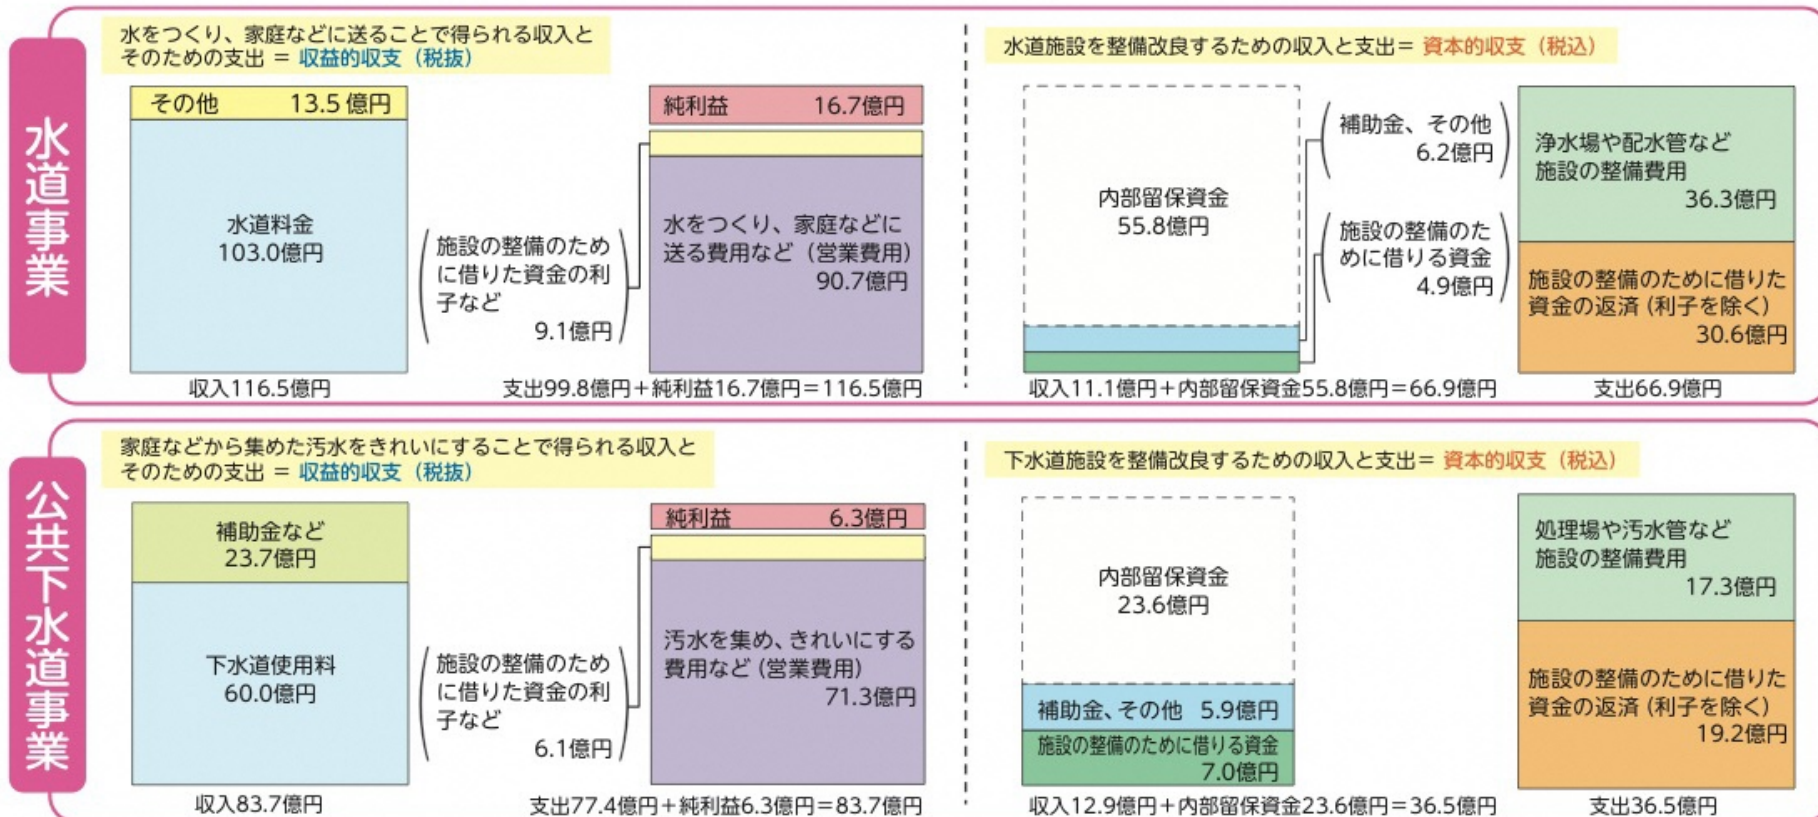 水道事業
水をつくり、家庭などに送ることで得られる収入と
そのための支出 = 収益的収支（税抜）
その他 13.5億円
水道料金
103.0億円
収入116.5億円
施設の整備のため
に借りた資金の利
子など
9.1億円
純利益 16.7億円
水をつくり、家庭などに
送る費用など（営業費用）
90.7億円
支出99.8億円＋純利益16.7億円＝116.5億円
水道施設を整備改良するための収入と支出＝ 資本的収支（税込）
内部留保資金
55.8億円
補助金、その他
6.2億円
施設の整備のた
めに借りる資金
4.9億円
収入11.1億円＋内部留保資金55.8億円＝66.9億円
浄水場や配水管など
施設の整備費用
36.3億円
施設の整備のために借りた
資金の返済（利子を除く）
30.6億円
支出66.9億円
公共下水道事業
家庭などから集めた汚水をきれいにすることで得られる収入と
そのための支出 = 収益的収支（税抜）
補助金など
23.7億円
下水道使用料
60.0億円
収入83.7億円
施設の整備のため
に借りた資金の利
子など
6.1億円
純利益 6.3億円
汚水を集め、きれいにする
費用など（営業費用）
71.3億円
支出77.4億円＋純利益6.3億円＝83.7億円
下水道施設を整備改良するための収入と支出＝ 資本的収支（税込）
内部留保資金
23.6億円
補助金、その他 5.9億円
施設の整備のために借りる資金
7.0億円
収入12.9億円＋内部留保資金23.6億円＝36.5億円
処理場や汚水管など
施設の整備費用
17.3億円
施設の整備のために借りた
資金の返済（利子を除く）
19.2億円
支出36.5億円